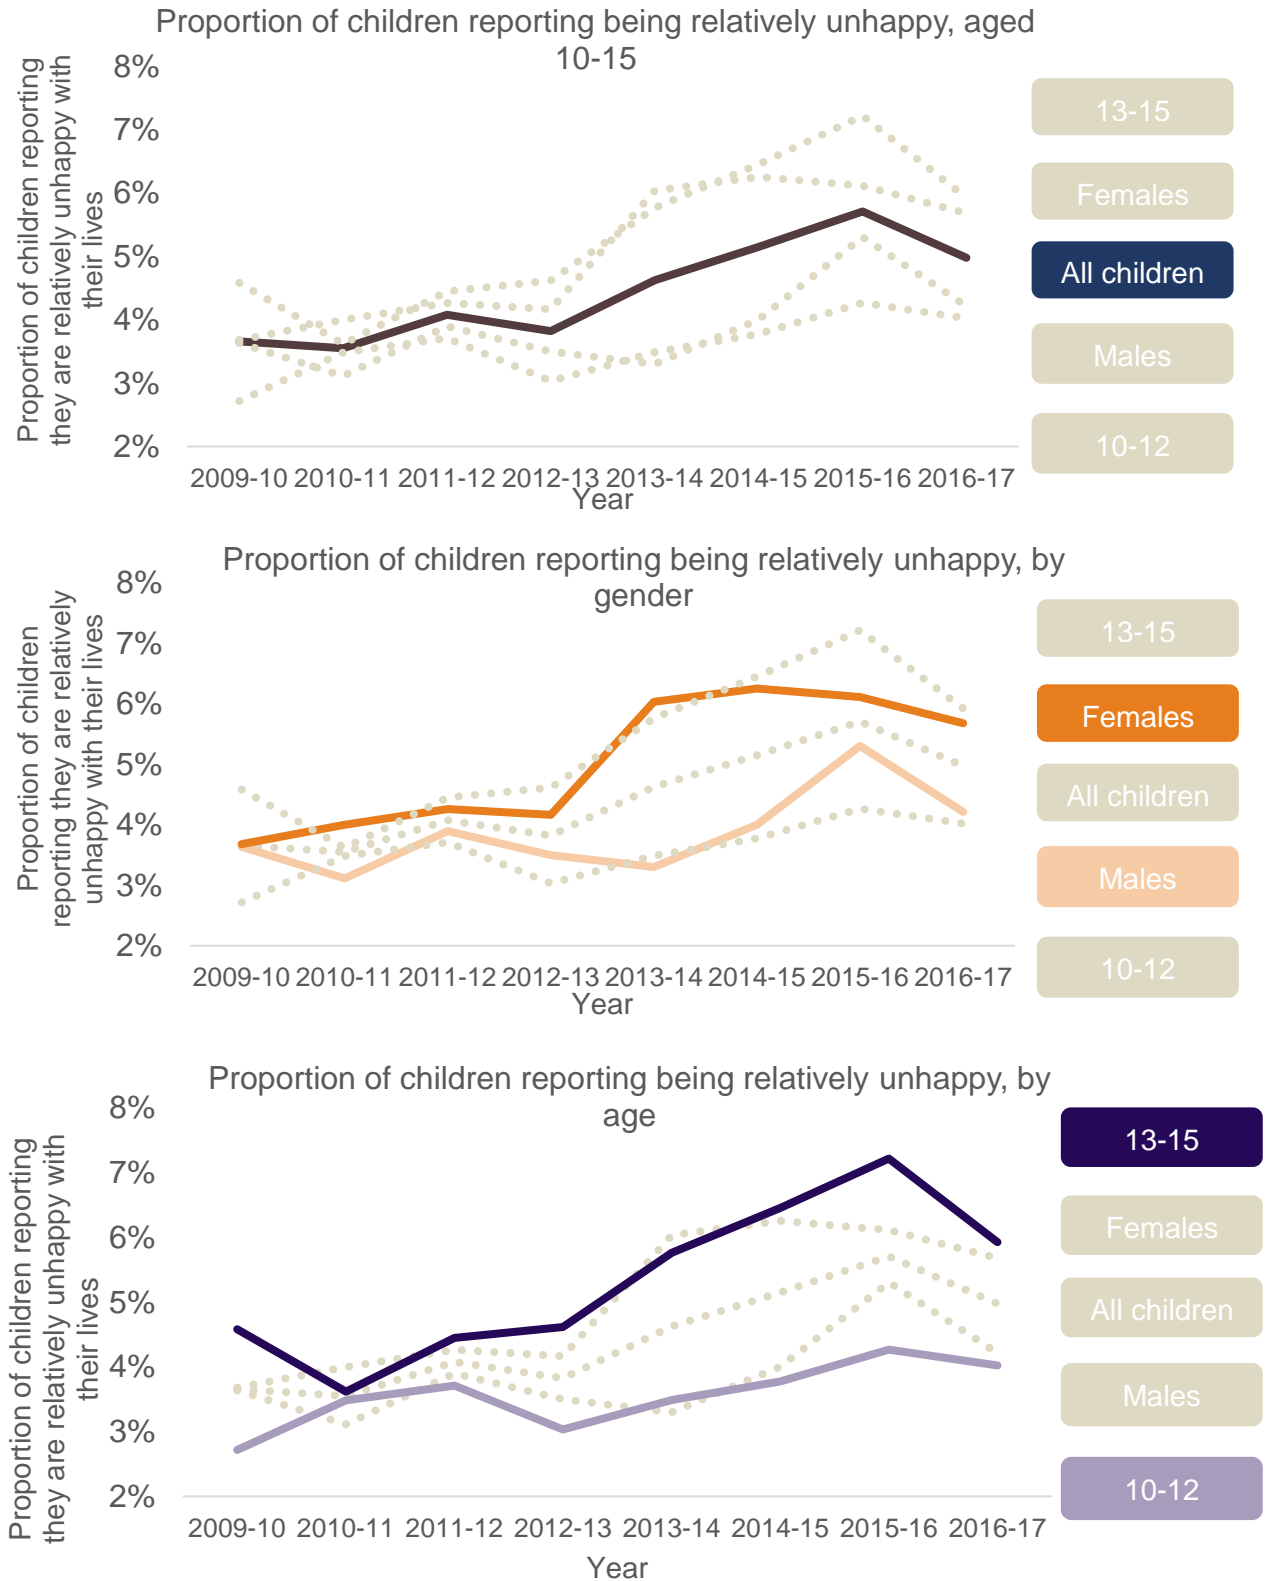 Proportion of children reporting being relatively unhappy, aged
10-15
Proportion of children reporting
they are relatively unhappy with
their lives
8%
7%
6%
5%
4%
3%
2%
2009-10 2010-11 2011-12 2012-13 2013-14 2014-15 2015-16 2016-17
Year
13-15
Females
All children
Males
10-12
Proportion of children reporting being relatively unhappy, by
gender
Proportion of children
reporting they are relatively
unhappy with their lives
8%
7%
6%
5%
4%
3%
2%
2009-10 2010-11 2011-12 2012-13 2013-14 2014-15 2015-16 2016-17
Year
13-15
Females
All children
Males
10-12
Proportion of children reporting being relatively unhappy, by
age
Proportion of children reporting
they are relatively unhappy with
their lives
8%
7%
6%
5%
4%
3%
2%
2009-10 2010-11 2011-12 2012-13 2013-14 2014-15 2015-16 2016-17
Year
13-15
Females
All children
Males
10-12